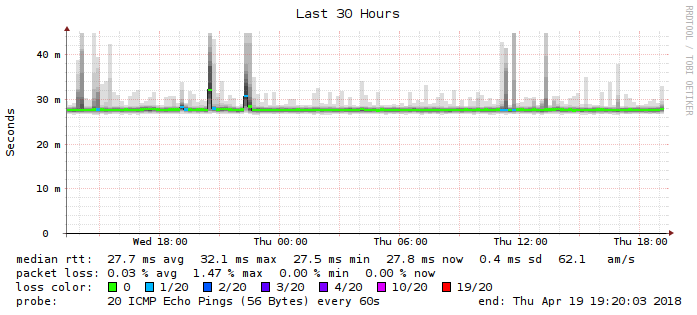 Last 30 Hours
RRDTOOL / TOBI OETIKER
Seconds
40 m
30 m
20 m
10 m
0
Wed 18:00 Thu 00:00 Thu 06:00 Thu 12:00 Thu 18:00
median rtt: 27.7 ms avg 32.1 ms max 27.5 ms min 27.8 ms now 0.4 ms sd 62.1 am/s
packet loss: 0.03 % avg 1.47 % max 0.00 % min 0.00 % now
loss color: 0 1/20 2/20 3/20 4/20 10/20 19/20
probe: 20 ICMP Echo Pings (56 Bytes) every 60s end: Thu Apr 19 19:20:03 2018